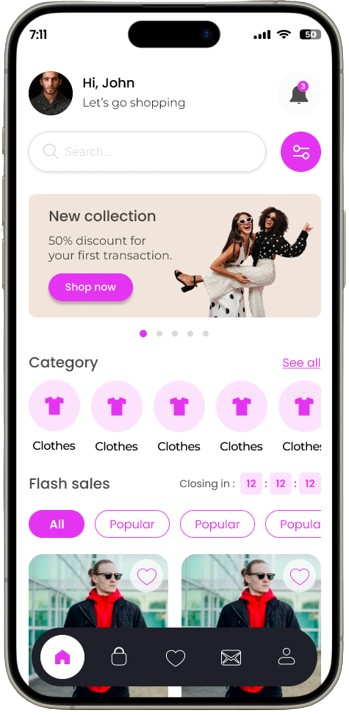 7:11
50
Hi, John
Let's go shopping
3
Search...
New collection
50% discount for
your first transaction.
Shop now
Category
See all
Clothes
Clothes
Clothes
Clothes
Clothes
Flash sales
Closing in :
12 : 12 : 12
All
Popular
Popular
Popula